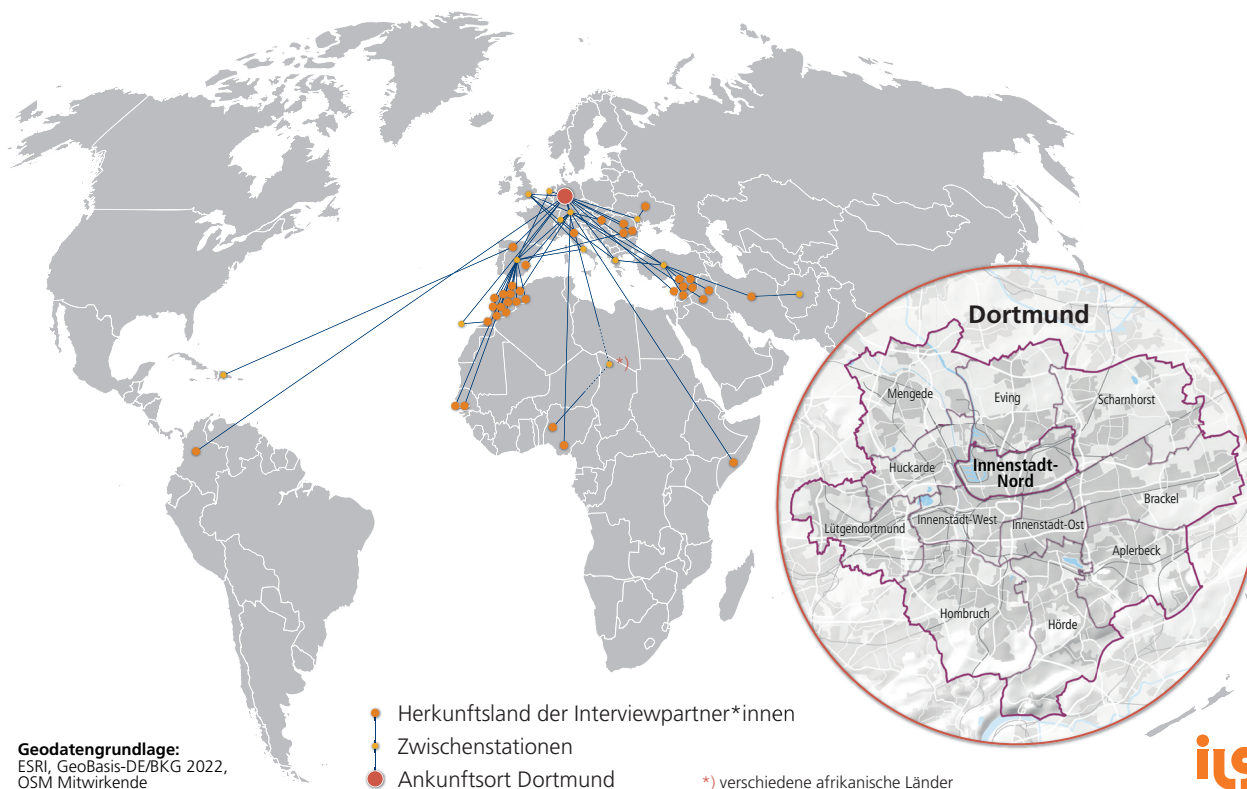 *)
Dortmund
Mengede
Eving
Scharnhorst
Huckarde
Innenstadt-
Nord
Brackel
Lütgendortmund
Innenstadt-West
Innenstadt-Ost
Aplerbeck
Hombruch
Hörde
Herkunftsland der Interviewpartner*innen
Zwischenstationen
Ankunftsort Dortmund
*) verschiedene afrikanische Länder
Geodatengrundlage:
ESRI, GeoBasis-DE/BKG 2022,
OSM Mitwirkende